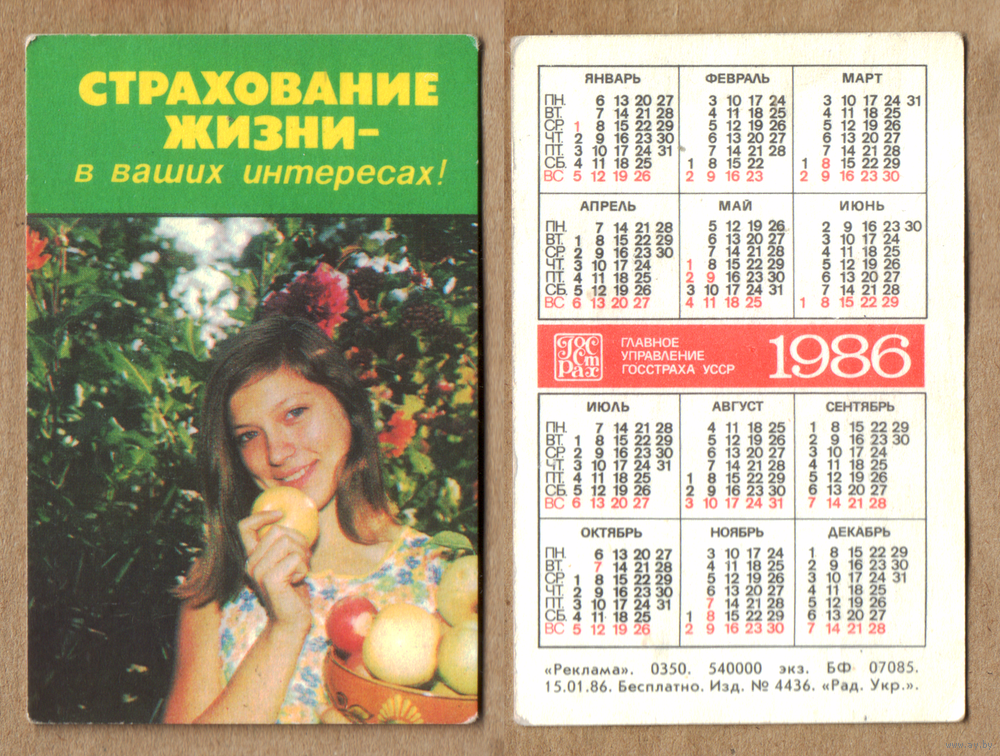 СТРАХОВАНИЕ
ЖИЗНИ–
в ваших интересах!
ЯНВАРЬ ФЕВРАЛЬ МАРТ
ПН. 6 13 20 27 3 10 17 24 3 10 17 24 31
ВТ. 7 14 21 28 4 11 18 25 4 11 18 25
СР. 1 8 15 22 29 5 12 19 26 5 12 19 26
ЧТ. 2 9 16 23 30 6 13 20 27 6 13 20 27
ПТ. 3 10 17 24 31 7 14 21 28 7 14 21 28
СБ. 4 11 18 25 1 8 15 22 1 8 15 22 29
ВС 5 12 19 26 2 9 16 23 2 9 16 23 30
АПРЕЛЬ МАЙ ИЮНЬ
ПН. 7 14 21 28 5 12 19 26 2 9 16 23 30
ВТ. 1 8 15 22 29 6 13 20 27 3 10 17 24
СР. 2 9 16 23 30 7 14 21 28 4 11 18 25
ЧТ. 3 10 17 24 1 8 15 22 29 5 12 19 26
ПТ. 4 11 18 25 2 9 16 23 30 6 13 20 27
СБ. 5 12 19 26 3 10 17 24 31 7 14 21 28
ВС 6 13 20 27 4 11 18 25 1 8 15 22 29
Гос
ст
рах
ГЛАВНОЕ
УПРАВЛЕНИЕ
ГОССТРАХА УССР
1986
ИЮЛЬ АВГУСТ СЕНТЯБРЬ
ПН. 7 14 21 28 4 11 18 25 1 8 15 22 29
ВТ. 1 8 15 22 29 5 12 19 26 2 9 16 23 30
СР. 2 9 16 23 30 6 13 20 27 3 10 17 24
ЧТ. 3 10 17 24 31 7 14 21 28 4 11 18 25
ПТ. 4 11 18 25 1 8 15 22 29 5 12 19 26
СБ. 5 12 19 26 2 9 16 23 30 6 13 20 27
ВС 6 13 20 27 3 10 17 24 31 7 14 21 28
ОКТЯБРЬ НОЯБРЬ ДЕКАБРЬ
ПН. 6 13 20 27 3 10 17 24 1 8 15 22 29
ВТ. 7 14 21 28 4 11 18 25 2 9 16 23 30
СР. 1 8 15 22 29 5 12 19 26 3 10 17 24 31
ЧТ. 2 9 16 23 30 6 13 20 27 4 11 18 25
ПТ. 3 10 17 24 31 7 14 21 28 5 12 19 26
СБ. 4 11 18 25 1 8 15 22 29 6 13 20 27
ВС 5 12 19 26 2 9 16 23 30 7 14 21 28
«Реклама». 0350. 540000 экз. БФ 07085.
15.01.86. Бесплатно. Изд. № 4436. «Рад. Укр.».